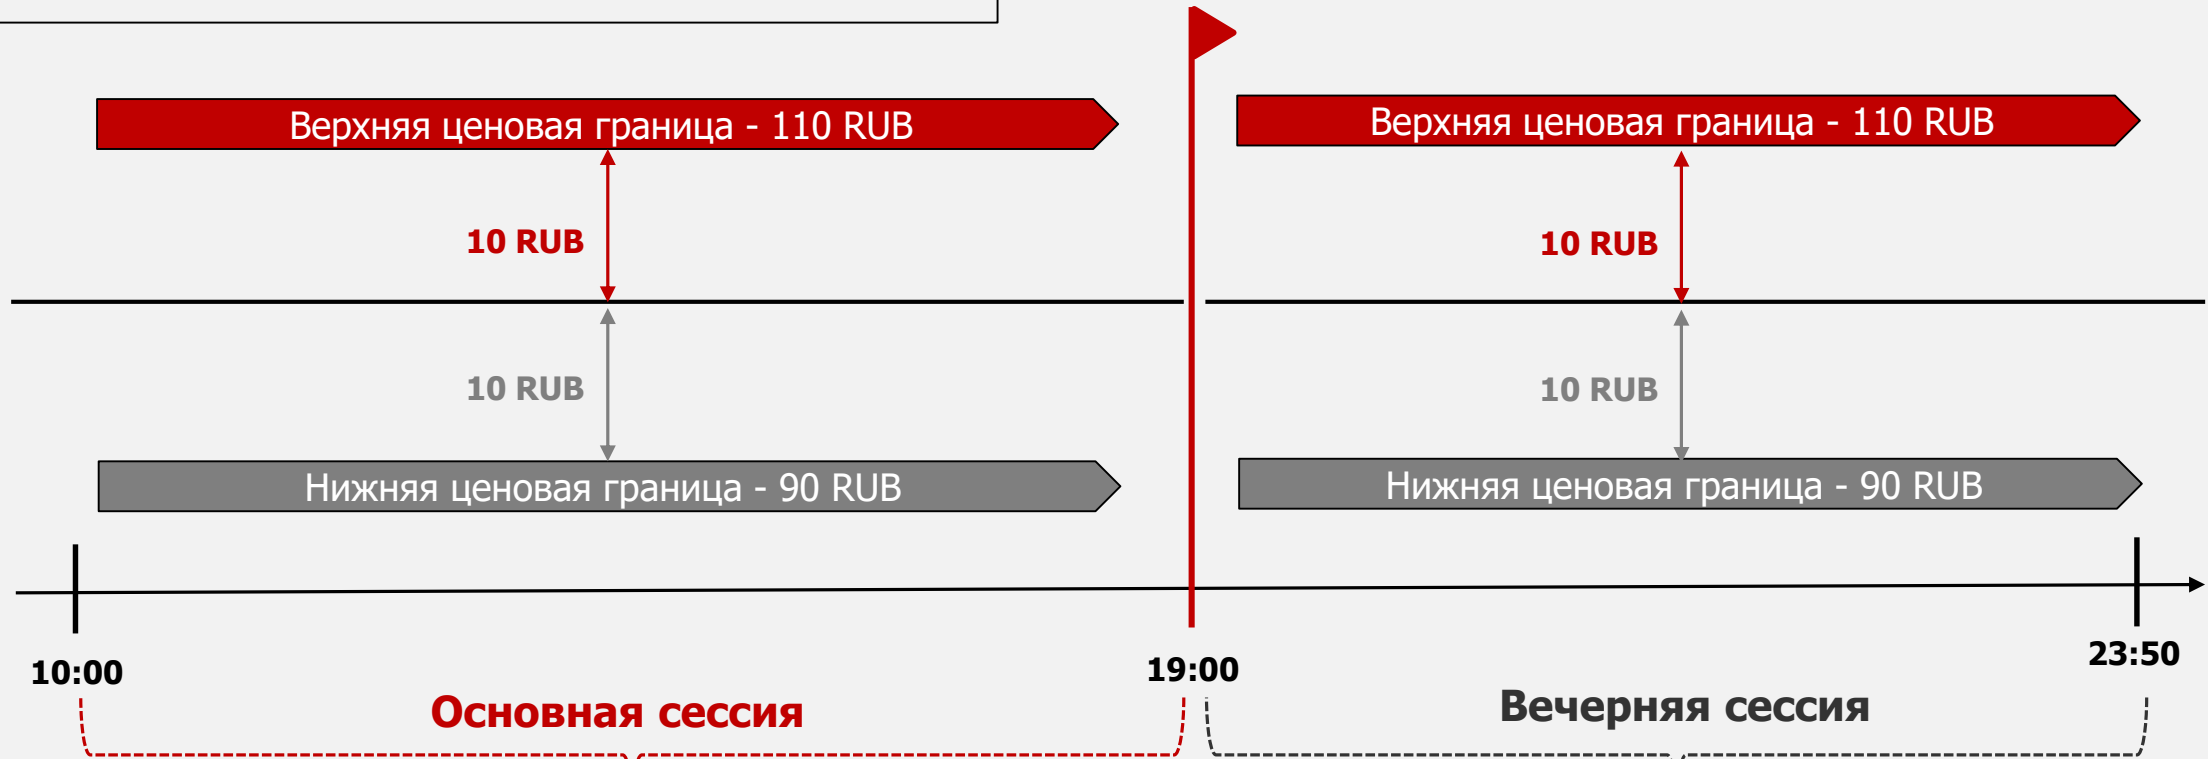 Верхняя ценовая граница - 110 RUB
Верхняя ценовая граница - 110 RUB
10 RUB
10 RUB
10 RUB
10 RUB
Нижняя ценовая граница - 90 RUB
Нижняя ценовая граница - 90 RUB
10:00
19:00
23:50
Основная сессия
Вечерняя сессия